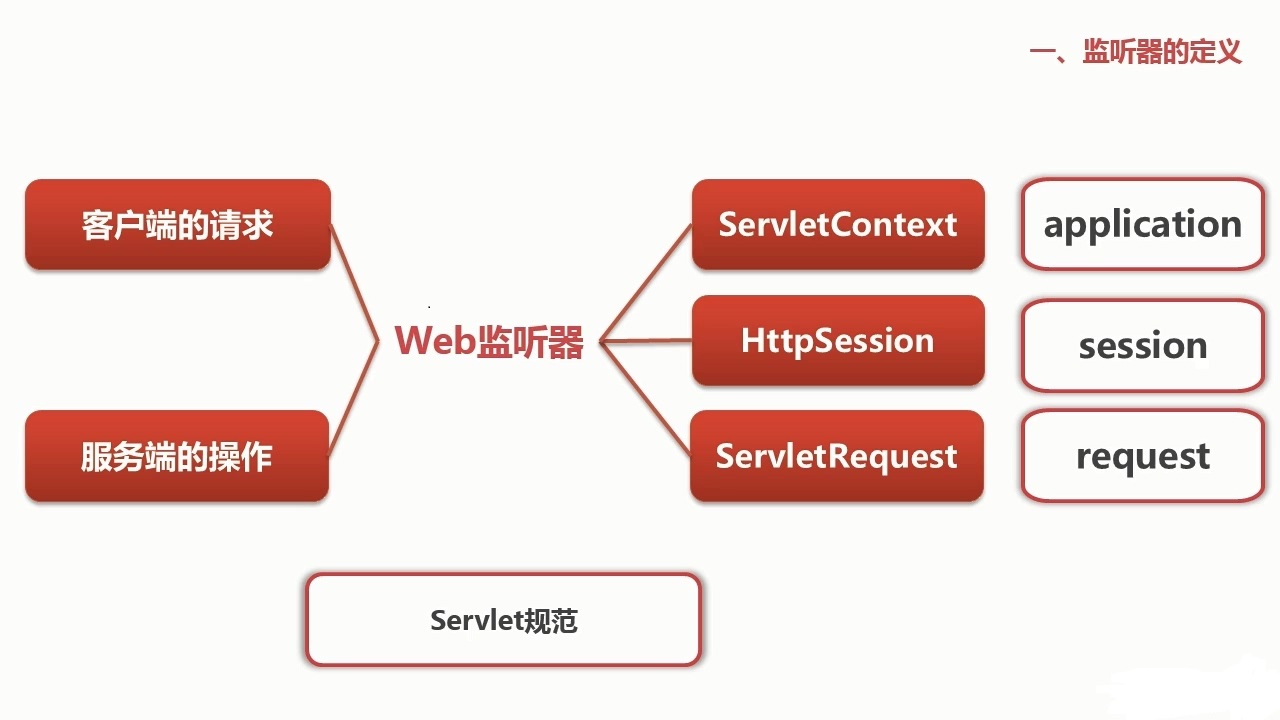 一、监听器的定义
客户端的请求
服务端的操作
Web监听器
ServletContext
application
HttpSession
session
ServletRequest
request
Servlet规范